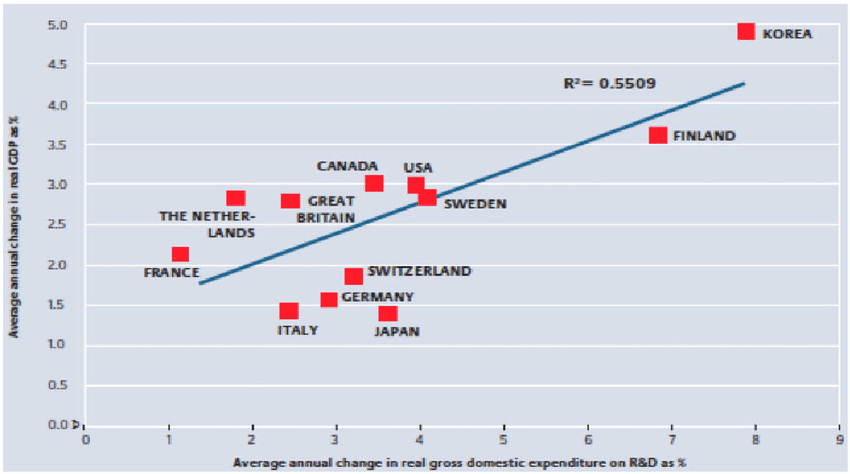 Average annual change in real GDP as %
5.0
4.5
4.0
3.5
3.0
2.5
2.0
1.5
1.0
0.5
0.0
KOREA
R²= 0.5509
FINLAND
CANADA
USA
THE NETHER-
LANDS
GREAT
BRITAIN
SWEDEN
FRANCE
SWITZERLAND
GERMANY
ITALY
JAPAN
0 1 2 3 4 5 6 7 8 9
Average annual change in real gross domestic expenditure on R&D as %